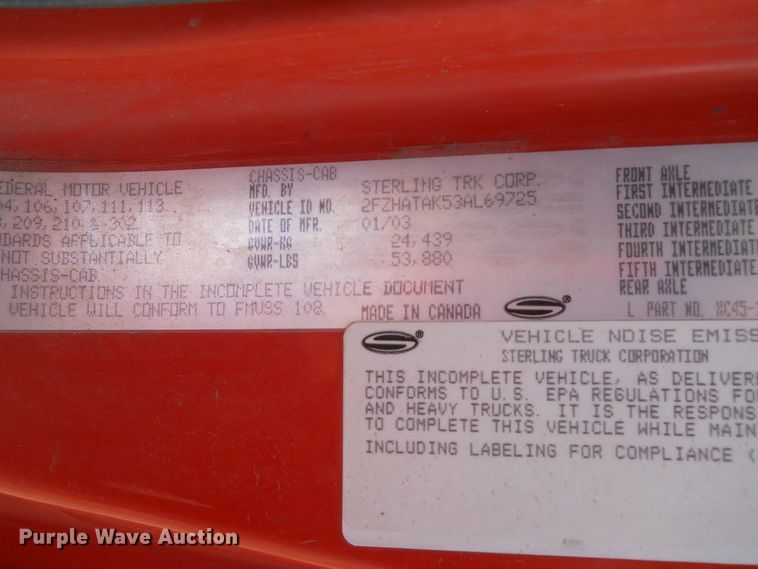 CHASSIS-CAB
EDERAL MOTOR VEHICLE MFD. BY STERLING TRK CORP.
04, 106, 107, 111, 113 VEHICLE ID NO. 2FZHATAK53AL69725
, 209, 210 & 302 DATE OF MFR. 01/03
NDARDS APPLICABLE TO GVWR-KG 24,439
NOT SUBSTANTIALLY GVWR-LBS 53,880
CHASSIS-CAB
INSTRUCTIONS IN THE INCOMPLETE VEHICLE DOCUMENT
VEHICLE WILL CONFORM TO FMVSS 108. MADE IN CANADA
FRONT AXLE
FIRST INTERMEDIATE
SECOND INTERMEDIATE
THIRD INTERMEDIATE
FOURTH INTERMEDIATE
FIFTH INTERMEDIATE
REAR AXLE
L PART NO. XC45-
VEHICLE NOISE EMISS
STERLING TRUCK CORPORATION
THIS INCOMPLETE VEHICLE, AS DELIVER
CONFORMS TO U.S. EPA REGULATIONS FO
AND HEAVY TRUCKS. IT IS THE RESPONS
TO COMPLETE THIS VEHICLE WHILE MAIN
INCLUDING LABELING FOR COMPLIANCE (
Purple Wave Auction